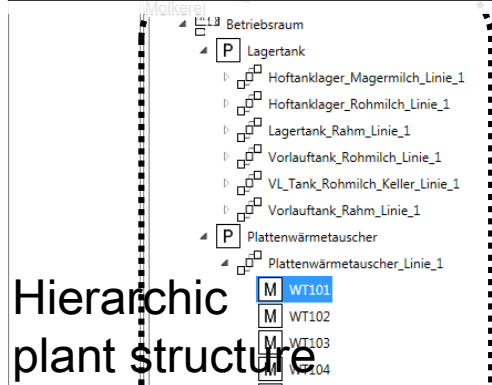 Molkerei
Betriebsraum
P Lagertank
Hoftanklager_Magermilch_Linie_1
Hoftanklager_Rohmilch_Linie_1
Lagertank_Rahm_Linie_1
Vorlauftank_Rohmilch_Linie_1
VL_Tank_Rohmilch_Keller_Linie_1
Vorlauftank_Rahm_Linie_1
P Plattenwärmetauscher
Plattenwärmetauscher_Linie_1
M WT101
M WT102
M WT103
M WT104
Hierarchic
plant structure